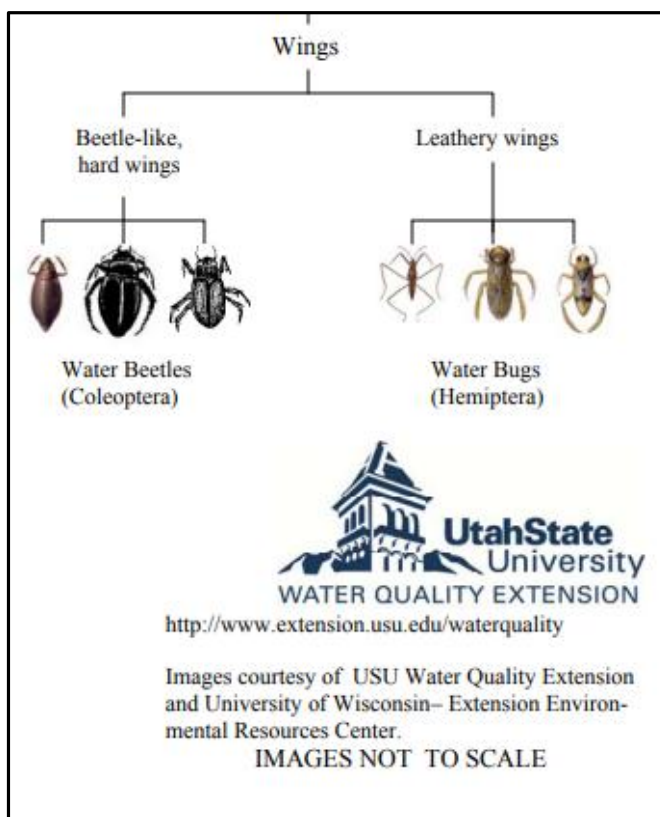 Wings
Beetle-like,
hard wings
Leathery wings
Water Beetles
(Coleoptera)
Water Bugs
(Hemiptera)
UtahState
University
WATER QUALITY EXTENSION
http://www.extension.usu.edu/waterquality
Images courtesy of USU Water Quality Extension
and University of Wisconsin– Extension Environ-
mental Resources Center.
IMAGES NOT TO SCALE